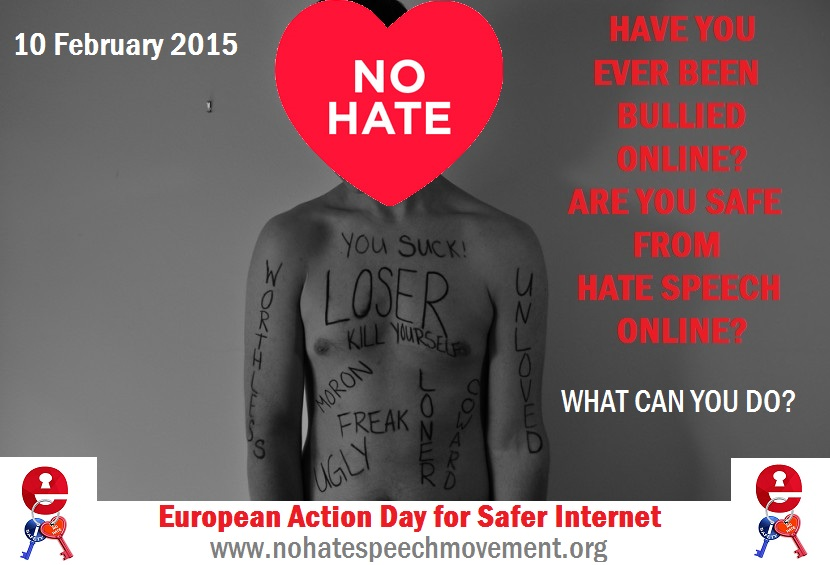 10 February 2015
NO
HATE
HAVE YOU
EVER BEEN
BULLIED
ONLINE?
ARE YOU SAFE
FROM
HATE SPEECH
ONLINE?
WHAT CAN YOU DO?
YOU SUCK!
LOSER
KILL YOURSELF
WORTHLESS
UNLOVED
MORON
FREAK
UGLY
LONER
COWARD
European Action Day for Safer Internet
www.nohatespeechmovement.org